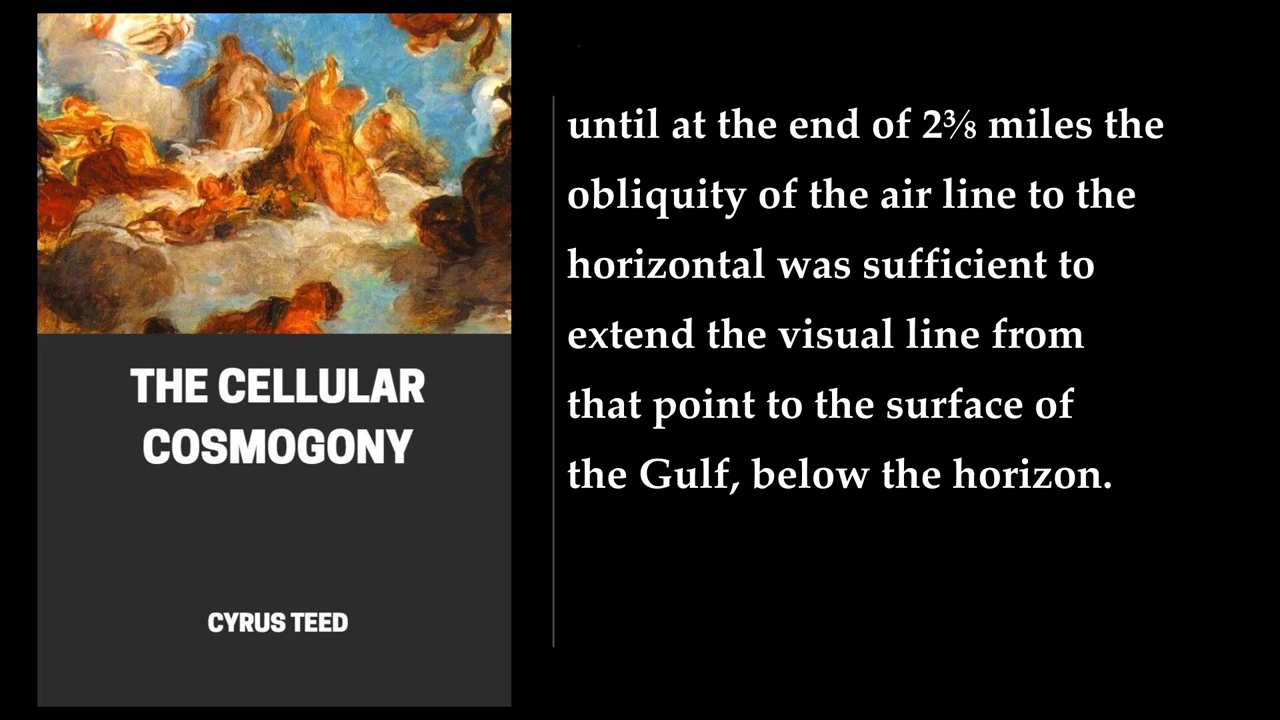 THE CELLULAR
COSMOGONY
CYRUS TEED
until at the end of 2⅜ miles the
obliquity of the air line to the
horizontal was sufficient to
extend the visual line from
that point to the surface of
the Gulf, below the horizon.